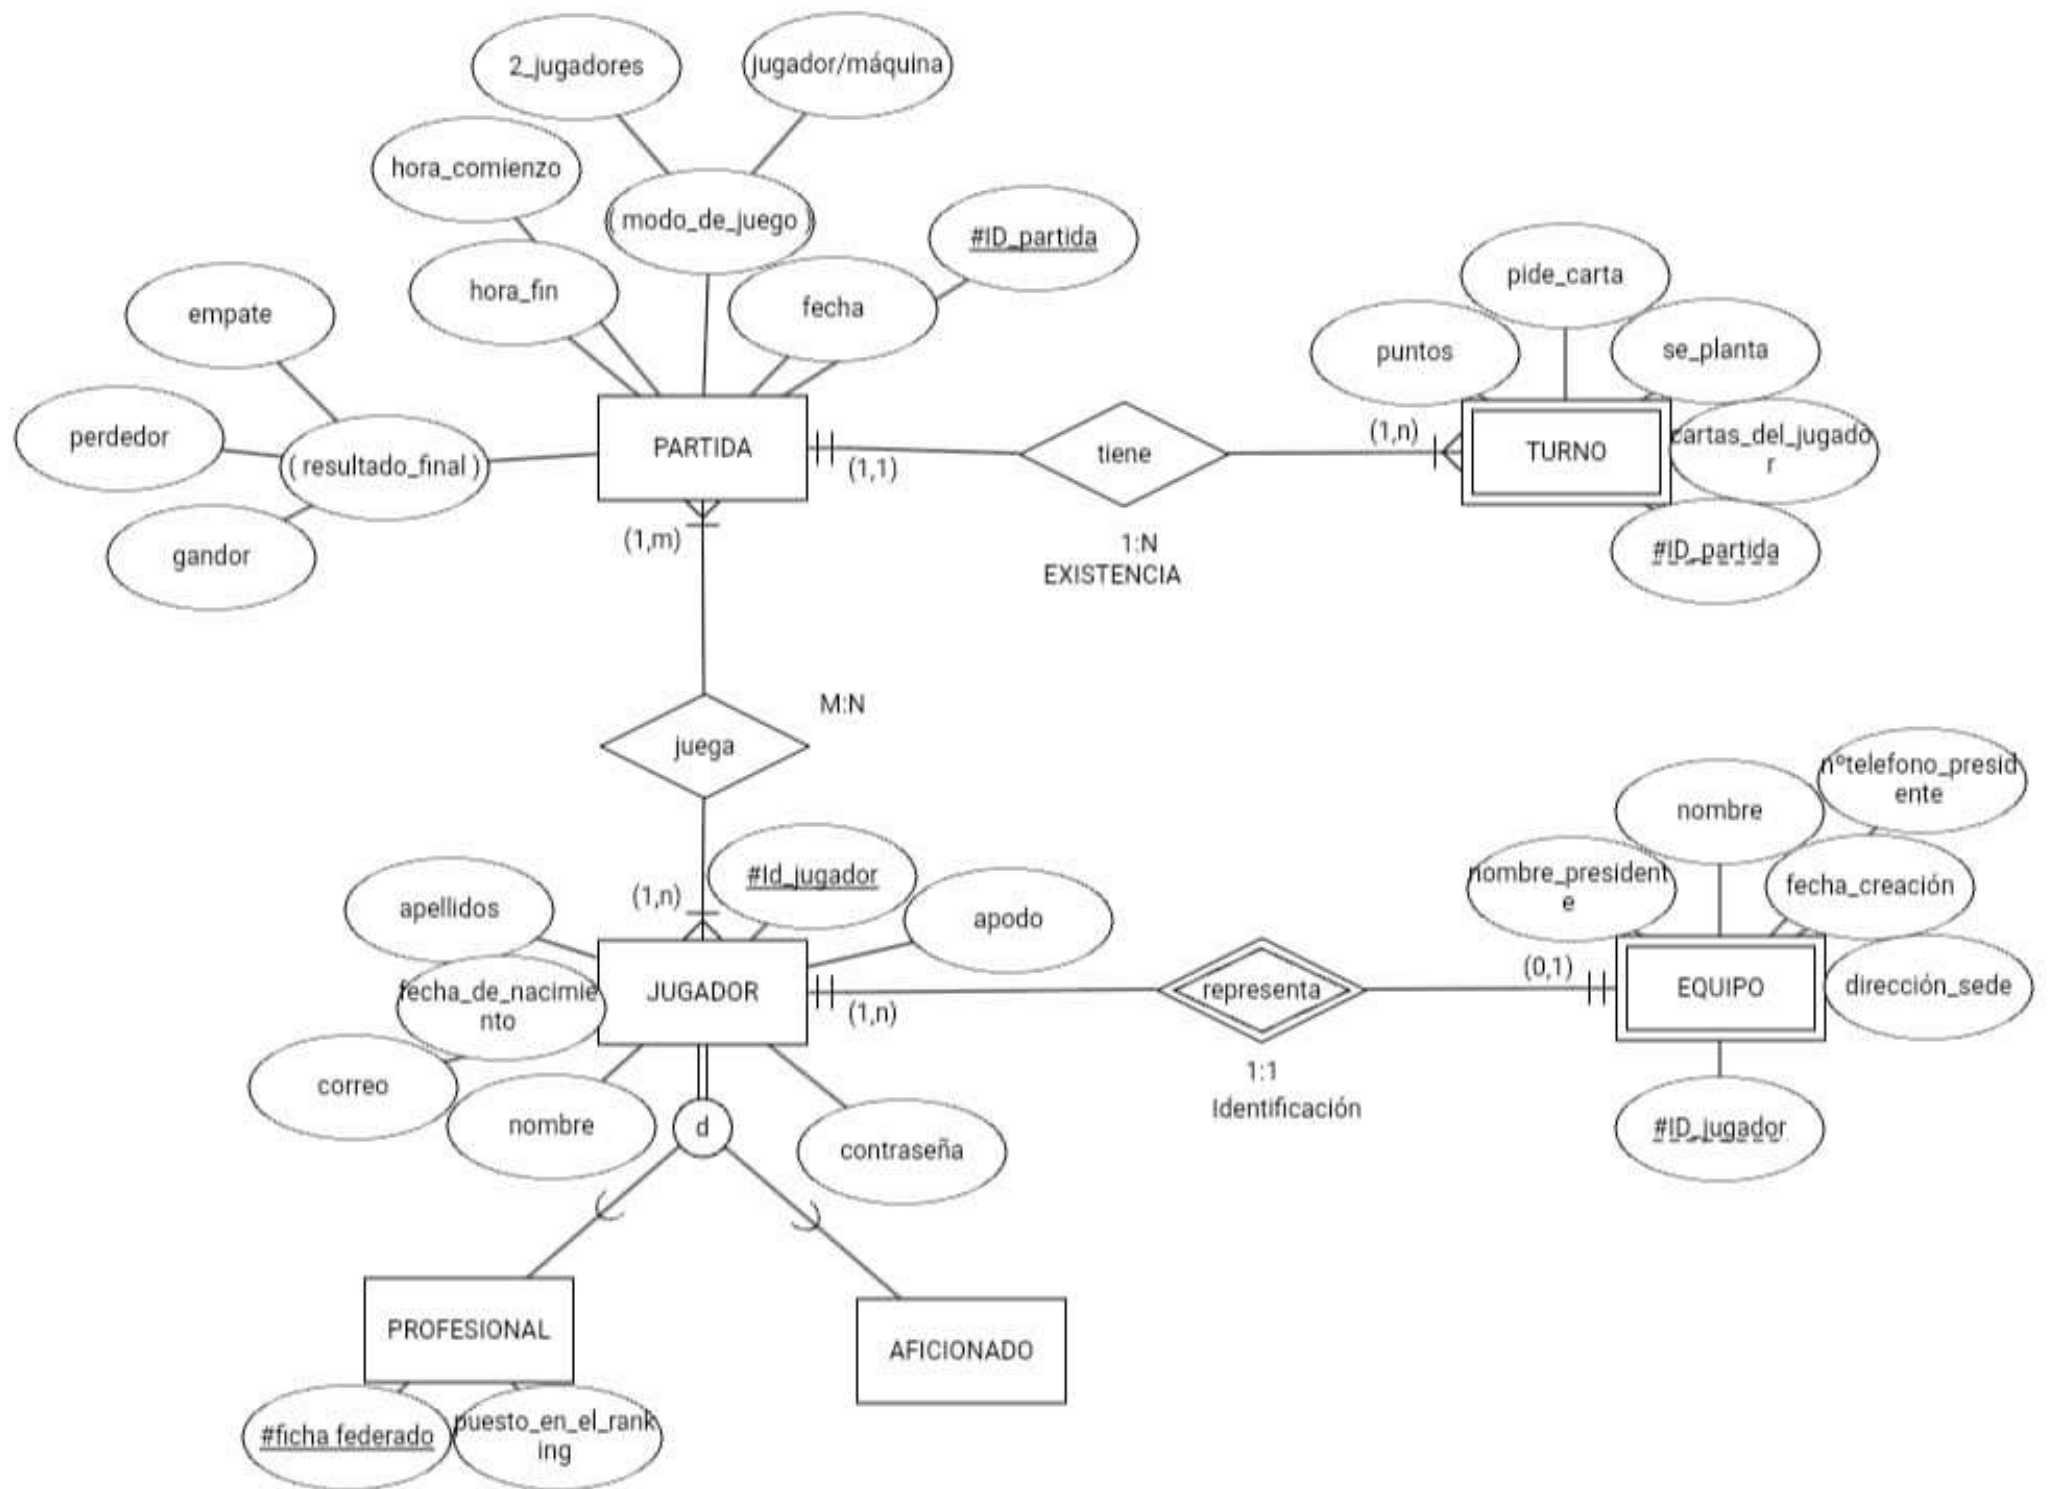 2_jugadores
jugador/máquina
hora_comienzo
modo_de_juego
#ID_partida
hora_fin
fecha
empate
perdedor
( resultado_final )
gandor
PARTIDA
(1,1)
(1,m)
tiene
1:N
EXISTENCIA
pide_carta
puntos
se_planta
(1,n)
TURNO
cartas_del_jugado
r
#ID_partida
M:N
juega
(1,n)
#Id_jugador
apellidos
apodo
fecha_de_nacimie
nto
JUGADOR
(1,n)
correo
nombre
d
contraseña
representa
1:1
Identificación
nºtelefono_presid
ente
nombre
nombre_president
e
fecha_creación
(0,1)
EQUIPO
dirección_sede
#ID_jugador
PROFESIONAL
AFICIONADO
#ficha federado
puesto_en_el_rank
ing